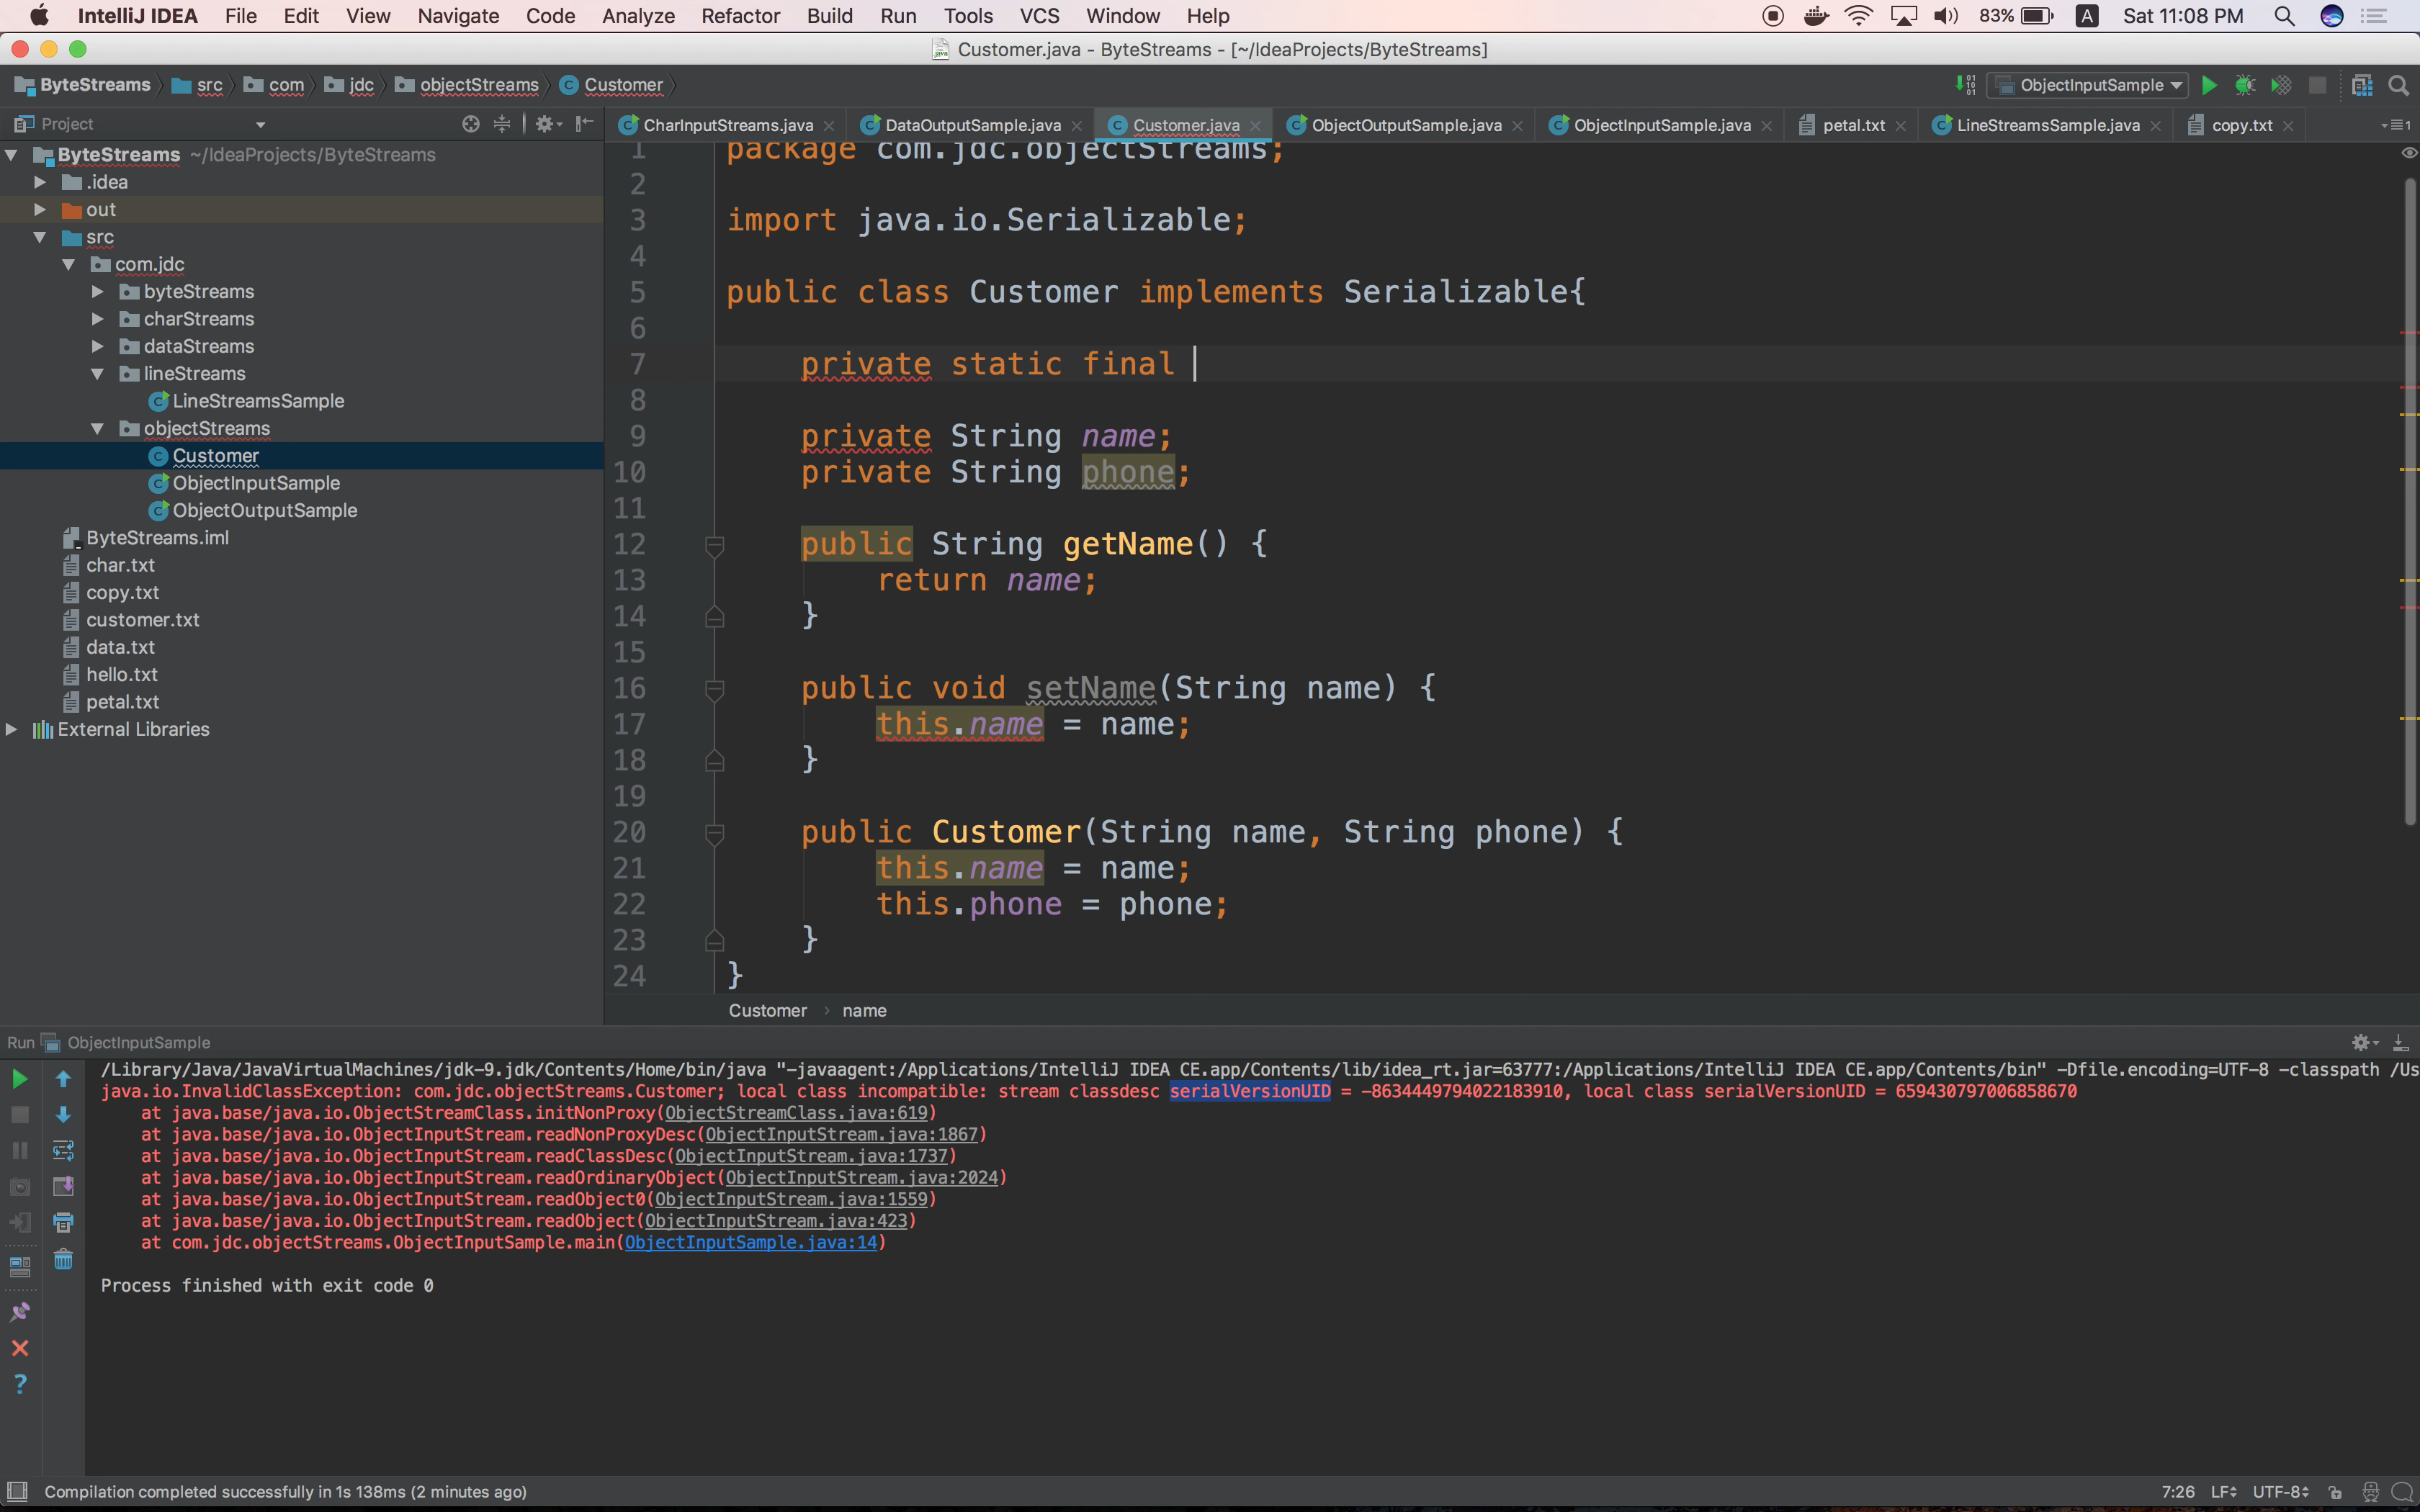 IntelliJ IDEA File Edit View Navigate Code Analyze Refactor Build Run Tools VCS Window Help 83% A Sat 11:08 PM
Customer.java - ByteStreams - [~/IdeaProjects/ByteStreams]
ByteStreams src com jdc objectStreams Customer ObjectInputSample
Project
CharInputStreams.java DataOutputSample.java Customer.java ObjectOutputSample.java ObjectInputSample.java petal.txt LineStreamsSample.java copy.txt
ByteStreams ~/IdeaProjects/ByteStreams
.idea
out
src
com.jdc
byteStreams
charStreams
dataStreams
lineStreams
LineStreamsSample
objectStreams
Customer
ObjectInputSample
ObjectOutputSample
ByteStreams.iml
char.txt
copy.txt
customer.txt
data.txt
hello.txt
petal.txt
External Libraries
1 package com.jdc.objectStreams;
2
3 import java.io.Serializable;
4
5 public class Customer implements Serializable{
6
7 private static final
8
9 private String name;
10 private String phone;
11
12 public String getName() {
13 return name;
14 }
15
16 public void setName(String name) {
17 this.name = name;
18 }
19
20 public Customer(String name, String phone) {
21 this.name = name;
22 this.phone = phone;
23 }
24 }
Customer › name
Run ObjectInputSample
/Library/Java/JavaVirtualMachines/jdk-9.jdk/Contents/Home/bin/java "-javaagent:/Applications/IntelliJ IDEA CE.app/Contents/lib/idea_rt.jar=63777:/Applications/IntelliJ IDEA CE.app/Contents/bin" -Dfile.encoding=UTF-8 -classpath /Us
java.io.InvalidClassException: com.jdc.objectStreams.Customer; local class incompatible: stream classdesc serialVersionUID = -8634449794022183910, local class serialVersionUID = 659430797006858670
at java.base/java.io.ObjectStreamClass.initNonProxy(ObjectStreamClass.java:619)
at java.base/java.io.ObjectInputStream.readNonProxyDesc(ObjectInputStream.java:1867)
at java.base/java.io.ObjectInputStream.readClassDesc(ObjectInputStream.java:1737)
at java.base/java.io.ObjectInputStream.readOrdinaryObject(ObjectInputStream.java:2024)
at java.base/java.io.ObjectInputStream.readObject0(ObjectInputStream.java:1559)
at java.base/java.io.ObjectInputStream.readObject(ObjectInputStream.java:423)
at com.jdc.objectStreams.ObjectInputSample.main(ObjectInputSample.java:14)
Process finished with exit code 0
Compilation completed successfully in 1s 138ms (2 minutes ago) 7:26 LF UTF-8